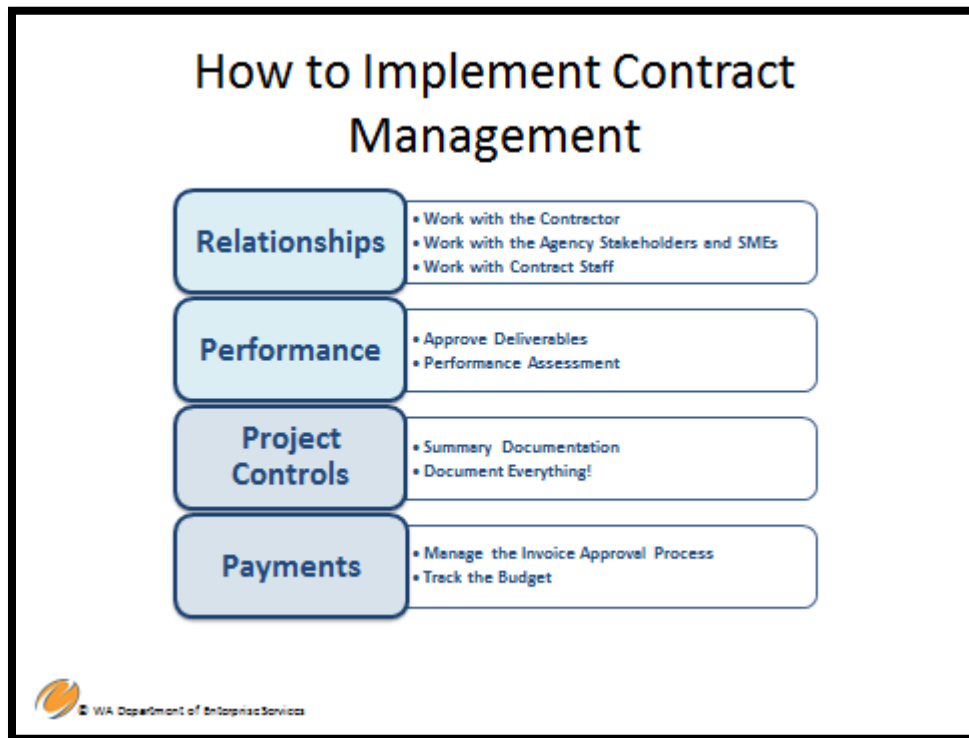 How to Implement Contract
Management
Relationships
• Work with the Contractor
• Work with the Agency Stakeholders and SMEs
• Work with Contract Staff
Performance
• Approve Deliverables
• Performance Assessment
Project
Controls
• Summary Documentation
• Document Everything!
Payments
• Manage the Invoice Approval Process
• Track the Budget
© WA Department of Enterprise Services